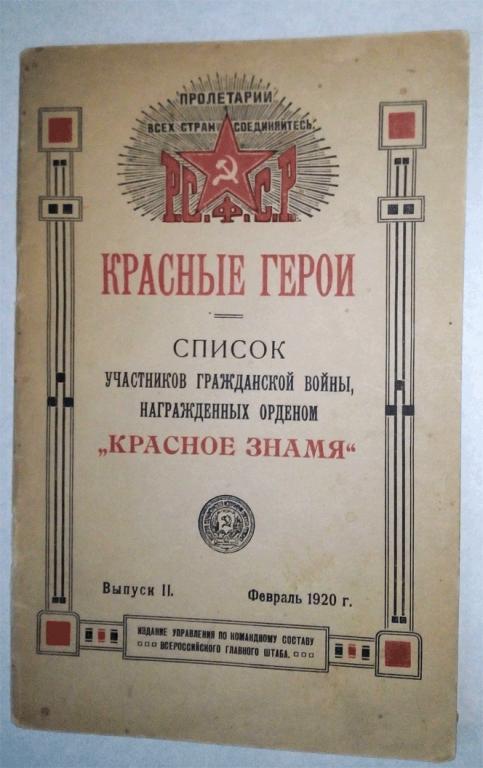 ПРОЛЕТАРИИ
ВСЕХ СТРАН СОЕДИНЯЙТЕСЬ.
Р.С.Ф.С.Р
КРАСНЫЕ ГЕРОИ
СПИСОК
УЧАСТНИКОВ ГРАЖДАНСКОЙ ВОЙНЫ,
НАГРАЖДЕННЫХ ОРДЕНОМ
„КРАСНОЕ ЗНАМЯ“
Выпуск II.
Февраль 1920 г.
ИЗДАНИЕ УПРАВЛЕНИЯ ПО КОМАНДНОМУ СОСТАВУ
ВСЕРОССИЙСКОГО ГЛАВНОГО ШТАБА.